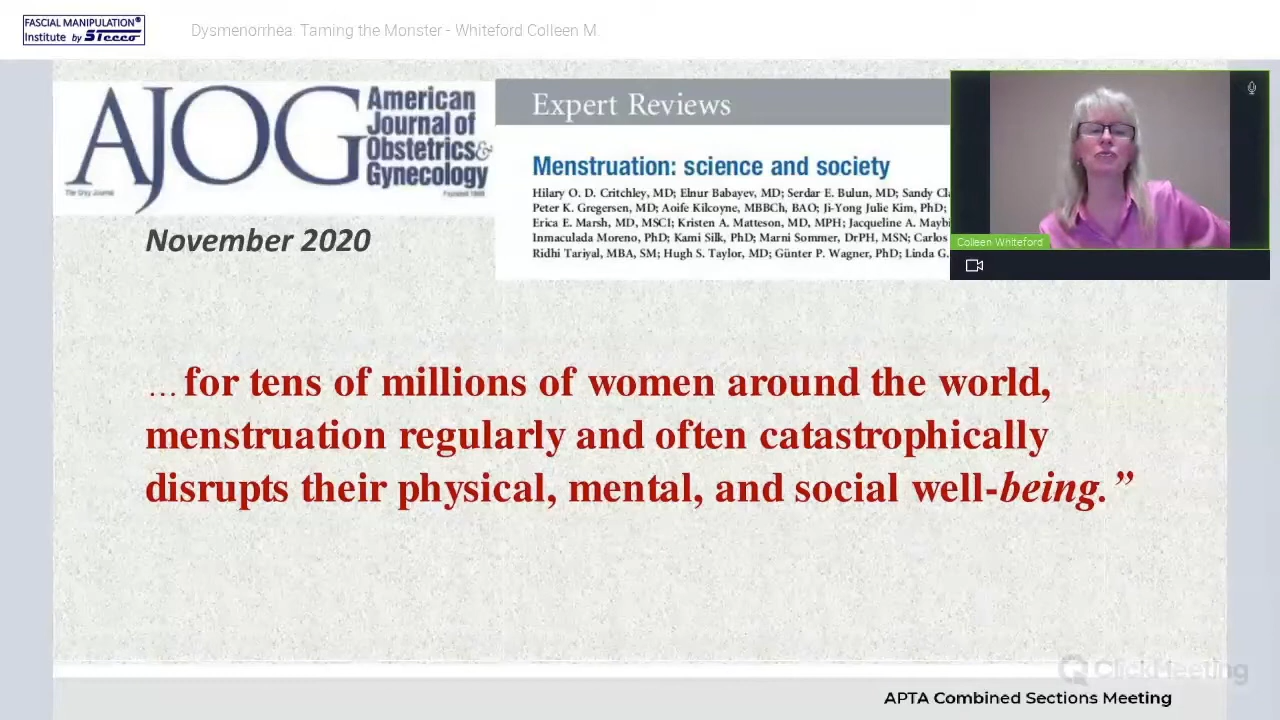 FASCIAL MANIPULATION®
Institute by Stecco
Dysmenorrhea. Taming the Monster - Whiteford Colleen M.
AJOG
American
Journal of
Obstetrics&
Gynecology
The Gray Journal
November 2020
Expert Reviews
Menstruation: science and society
Hilary O. D. Critchley, MD; Elnur Babayev, MD; Serdar E. Bulun, MD; Sandy Cl
Peter K. Gregersen, MD; Aoife Kilcoyne, MBBCh, BAO; Ji-Yong Julie Kim, PhD;
Erica E. Marsh, MD, MSCI; Kristen A. Matteson, MD, MPH; Jacqueline A. Maybi
Inmaculada Moreno, PhD; Kami Silk, PhD; Marni Sommer, DrPH, MSN; Carlos
Ridhi Tariyal, MBA, SM; Hugh S. Taylor, MD; Günter P. Wagner, PhD; Linda G.
Colleen Whiteford
…for tens of millions of women around the world,
menstruation regularly and often catastrophically
disrupts their physical, mental, and social well-being.”
ClickMeeting
APTA Combined Sections Meeting